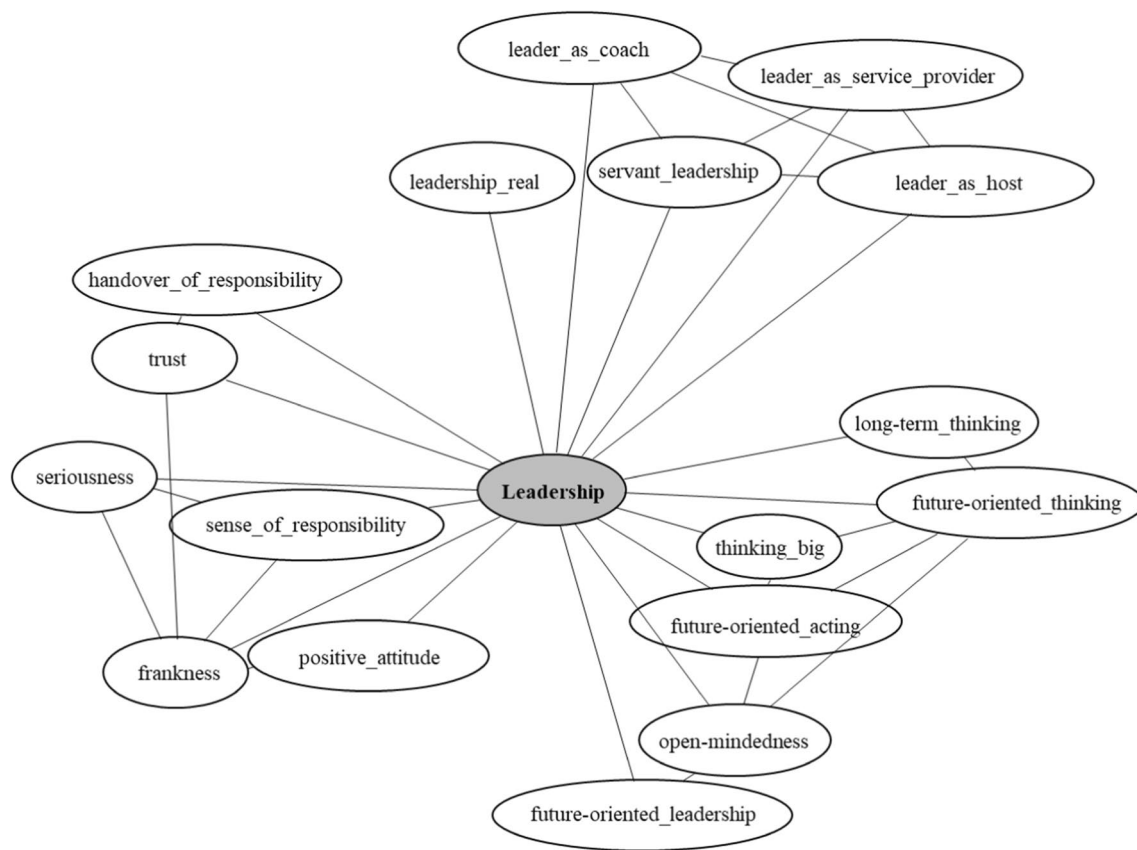 leader_as_coach
leader_as_service_provider
servant_leadership
leadership_real
leader_as_host
handover_of_responsibility
trust
long-term_thinking
seriousness
Leadership
future-oriented_thinking
sense_of_responsibility
thinking_big
future-oriented_acting
positive_attitude
frankness
open-mindedness
future-oriented_leadership